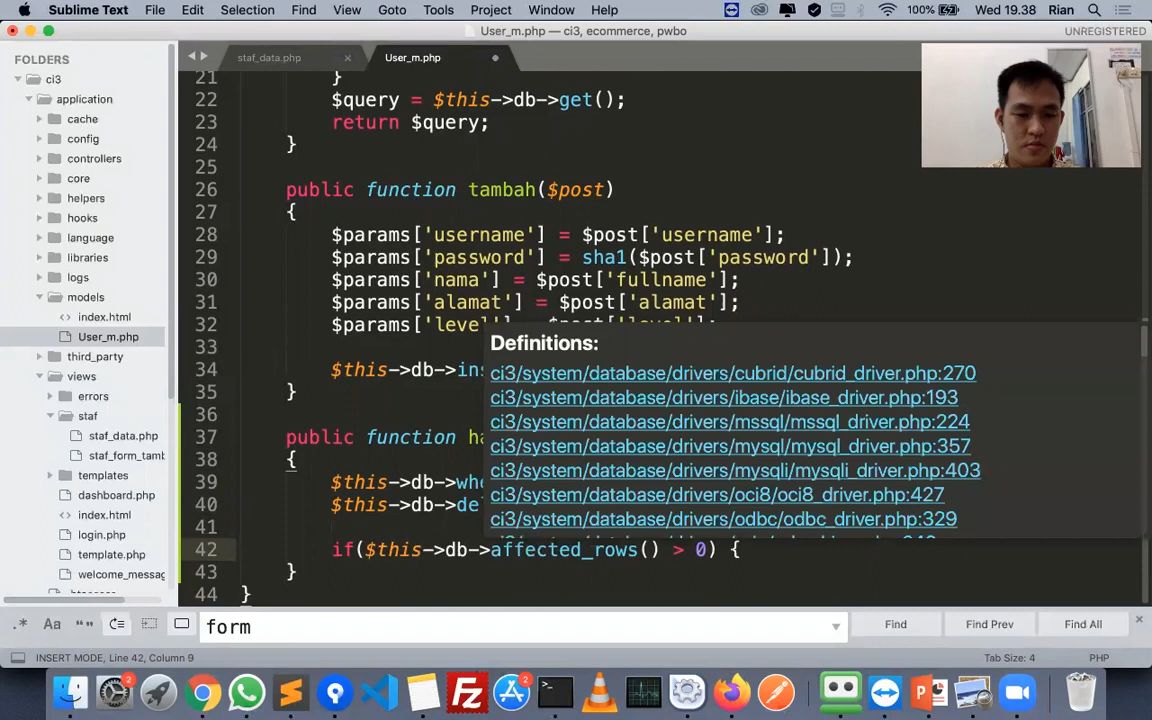 Sublime Text File Edit Selection Find View Goto Tools Project Window Help 100% Wed 19.38 Rian
User_m.php — ci3, ecommerce, pwbo UNREGISTERED
FOLDERS
ci3
application
cache
config
controllers
core
helpers
hooks
language
libraries
logs
models
<> index.html
User_m.php
third_party
views
errors
staf
staf_data.php
staf_form_tamb
templates
dashboard.php
<> index.html
login.php
template.php
welcome_messag
staf_data.php × User_m.php
21 }
22 $query = $this->db->get();
23 return $query;
24 }
25
26 public function tambah($post)
27 {
28 $params['username'] = $post['username'];
29 $params['password'] = sha1($post['password']);
30 $params['nama'] = $post['fullname'];
31 $params['alamat'] = $post['alamat'];
32 $params['level'] = $post['level'];
33
34 $this->db->ins
35 }
36
37 public function ha
38 {
39 $this->db->whe
40 $this->db->de
41
42 if($this->db->affected_rows() > 0) {
43 }
44 }
Definitions:
ci3/system/database/drivers/cubrid/cubrid_driver.php:270
ci3/system/database/drivers/ibase/ibase_driver.php:193
ci3/system/database/drivers/mssql/mssql_driver.php:224
ci3/system/database/drivers/mysql/mysql_driver.php:357
ci3/system/database/drivers/mysqli/mysqli_driver.php:403
ci3/system/database/drivers/oci8/oci8_driver.php:427
ci3/system/database/drivers/odbc/odbc_driver.php:329
.* Aa “” form Find Find Prev Find All ×
INSERT MODE, Line 42, Column 9 Tab Size: 4 PHP
2 2